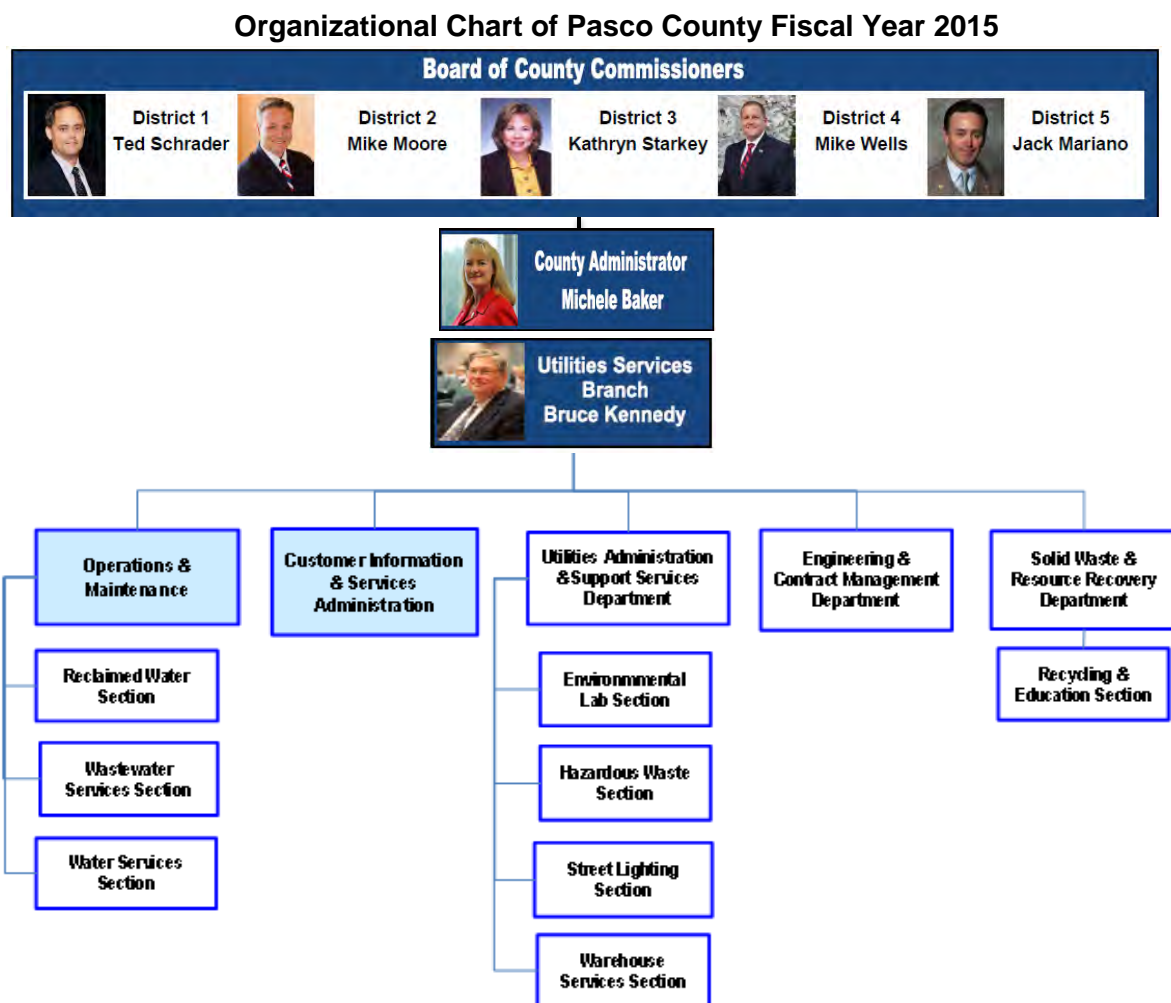 Organizational Chart of Pasco County Fiscal Year 2015
Board of County Commissioners
District 1
Ted Schrader
District 2
Mike Moore
District 3
Kathryn Starkey
District 4
Mike Wells
District 5
Jack Mariano
County Administrator
Michele Baker
Utilities Services
Branch
Bruce Kennedy
Operations &
Maintenance
Customer Information
& Services
Administration
Utilities Administration
& Support Services
Department
Engineering &
Contract Management
Department
Solid Waste &
Resource Recovery
Department
Reclaimed Water
Section
Wastewater
Services Section
Water Services
Section
Environmmental
Lab Section
Hazardous Waste
Section
Street Lighting
Section
Warehouse
Services Section
Recycling &
Education Section